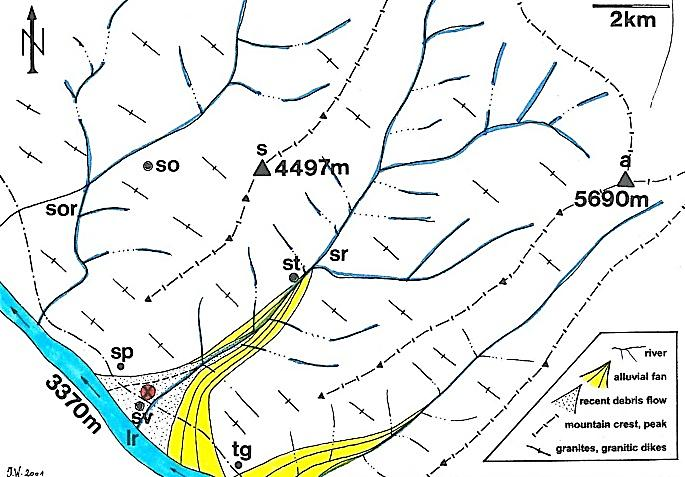 N
2km
s
4497m
a
5690m
so
sor
sr
st
sp
3370m
sv
lr
tg
river
alluvial fan
recent debris flow
mountain crest, peak
granites, granitic dikes
J.W. 2001